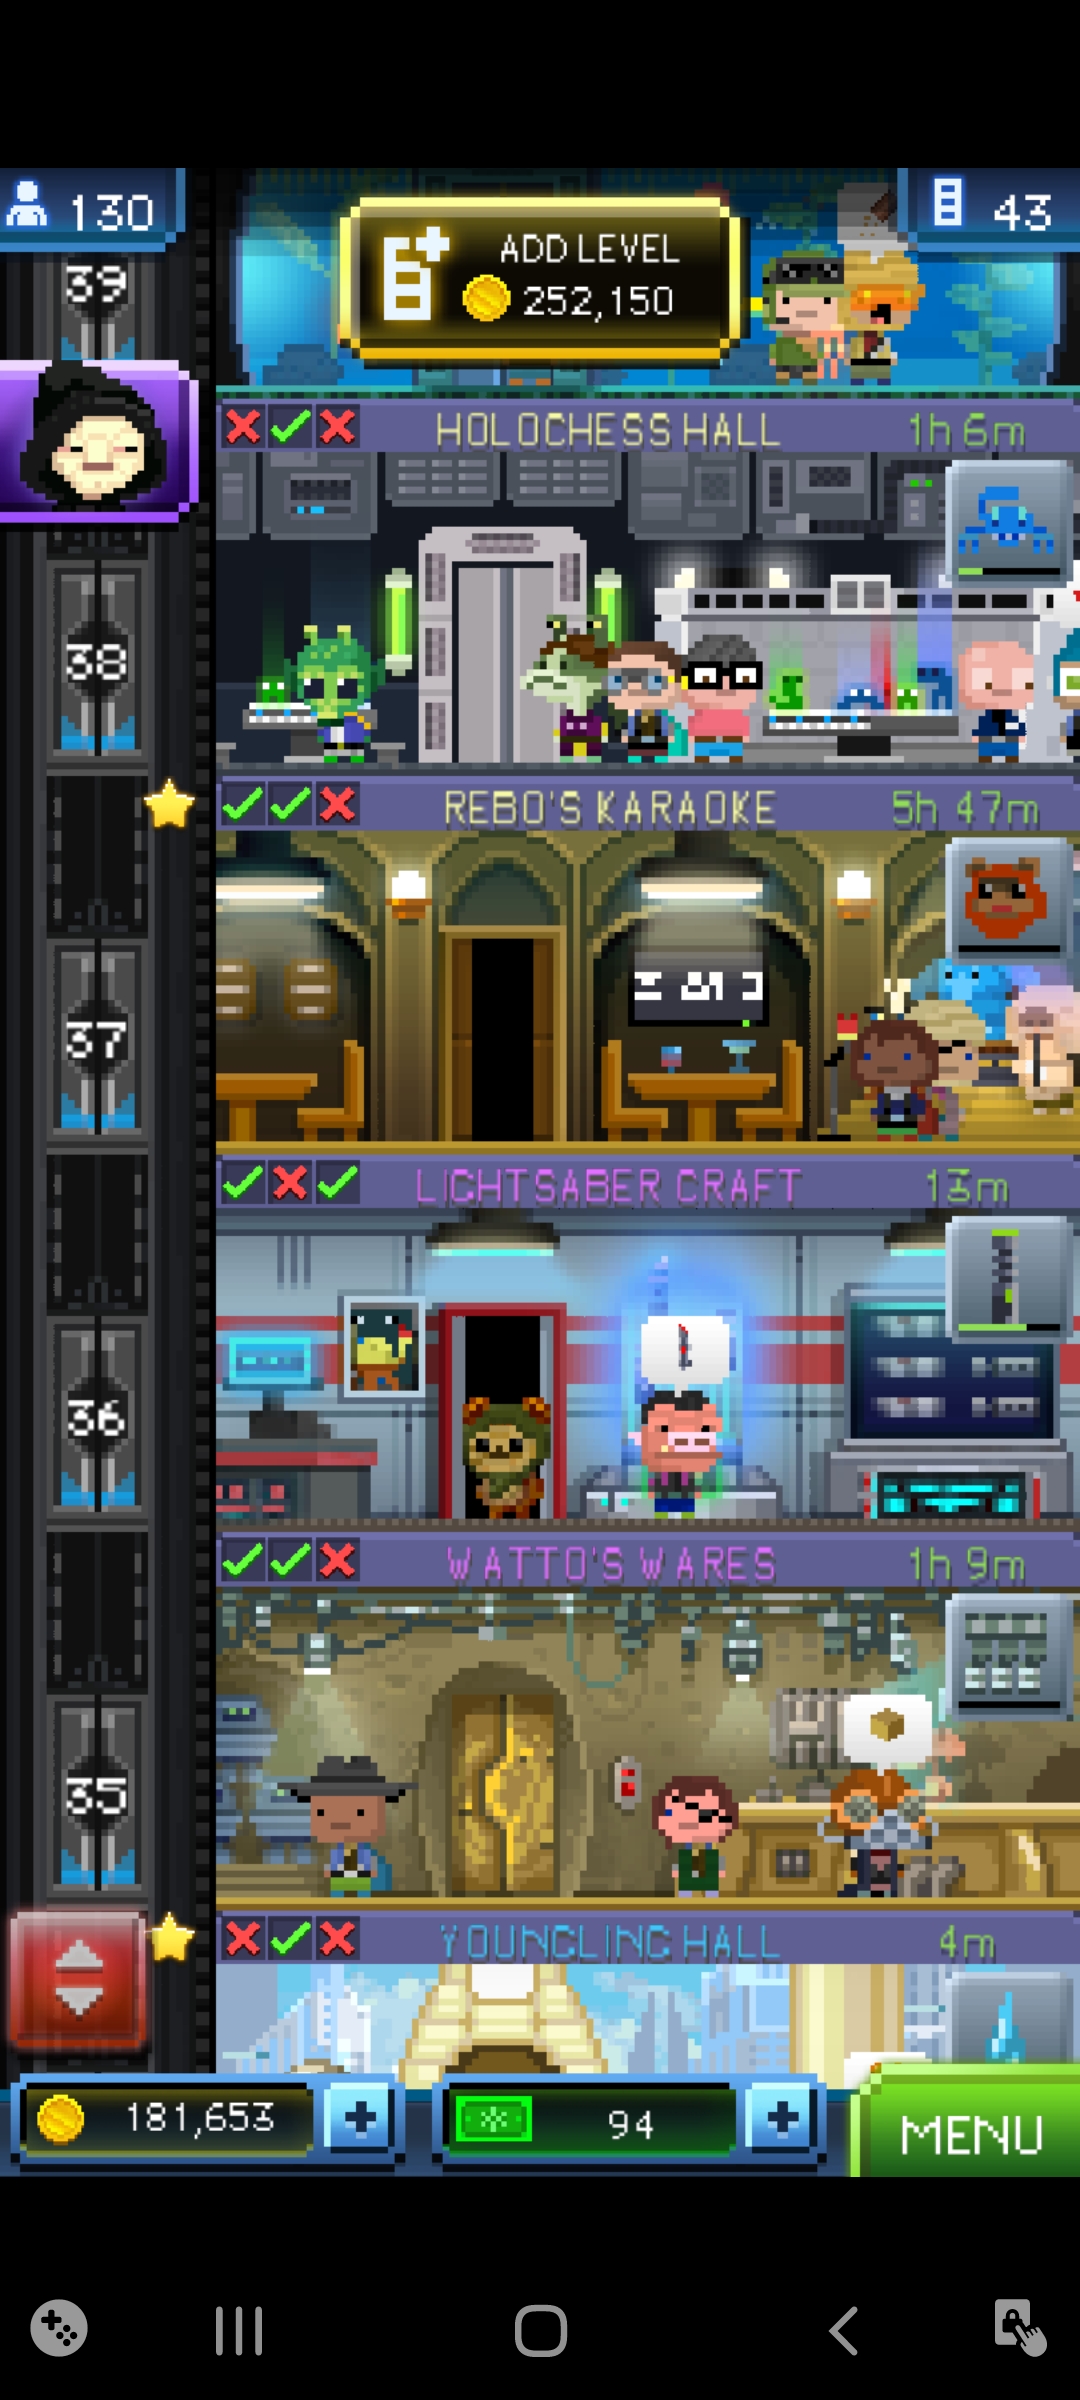 130
43
ADD LEVEL
252,150
39
HOLOCHESS HALL 1h 6m
38
REBO'S KARAOKE 5h 47m
37
LIGHTSABER CRAFT 13m
36
WATTO'S WARES 1h 9m
35
YOUNGLING HALL 4m
181,653
94
MENU